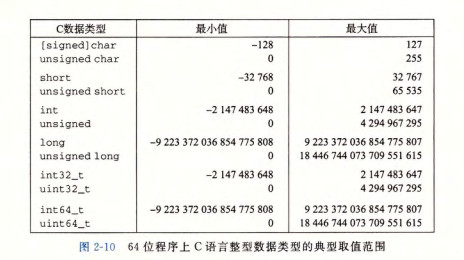 C数据类型 最小值 最大值
[signed]char -128 127
unsigned char 0 255
short -32 768 32 767
unsigned short 0 65 535
int -2 147 483 648 2 147 483 647
unsigned 0 4 294 967 295
long -9 223 372 036 854 775 808 9 223 372 036 854 775 807
unsigned long 0 18 446 744 073 709 551 615
int32_t -2 147 483 648 2 147 483 647
uint32_t 0 4 294 967 295
int64_t -9 223 372 036 854 775 808 9 223 372 036 854 775 807
uint64_t 0 18 446 744 073 709 551 615
图 2-10 64 位程序上 C 语言整型数据类型的典型取值范围